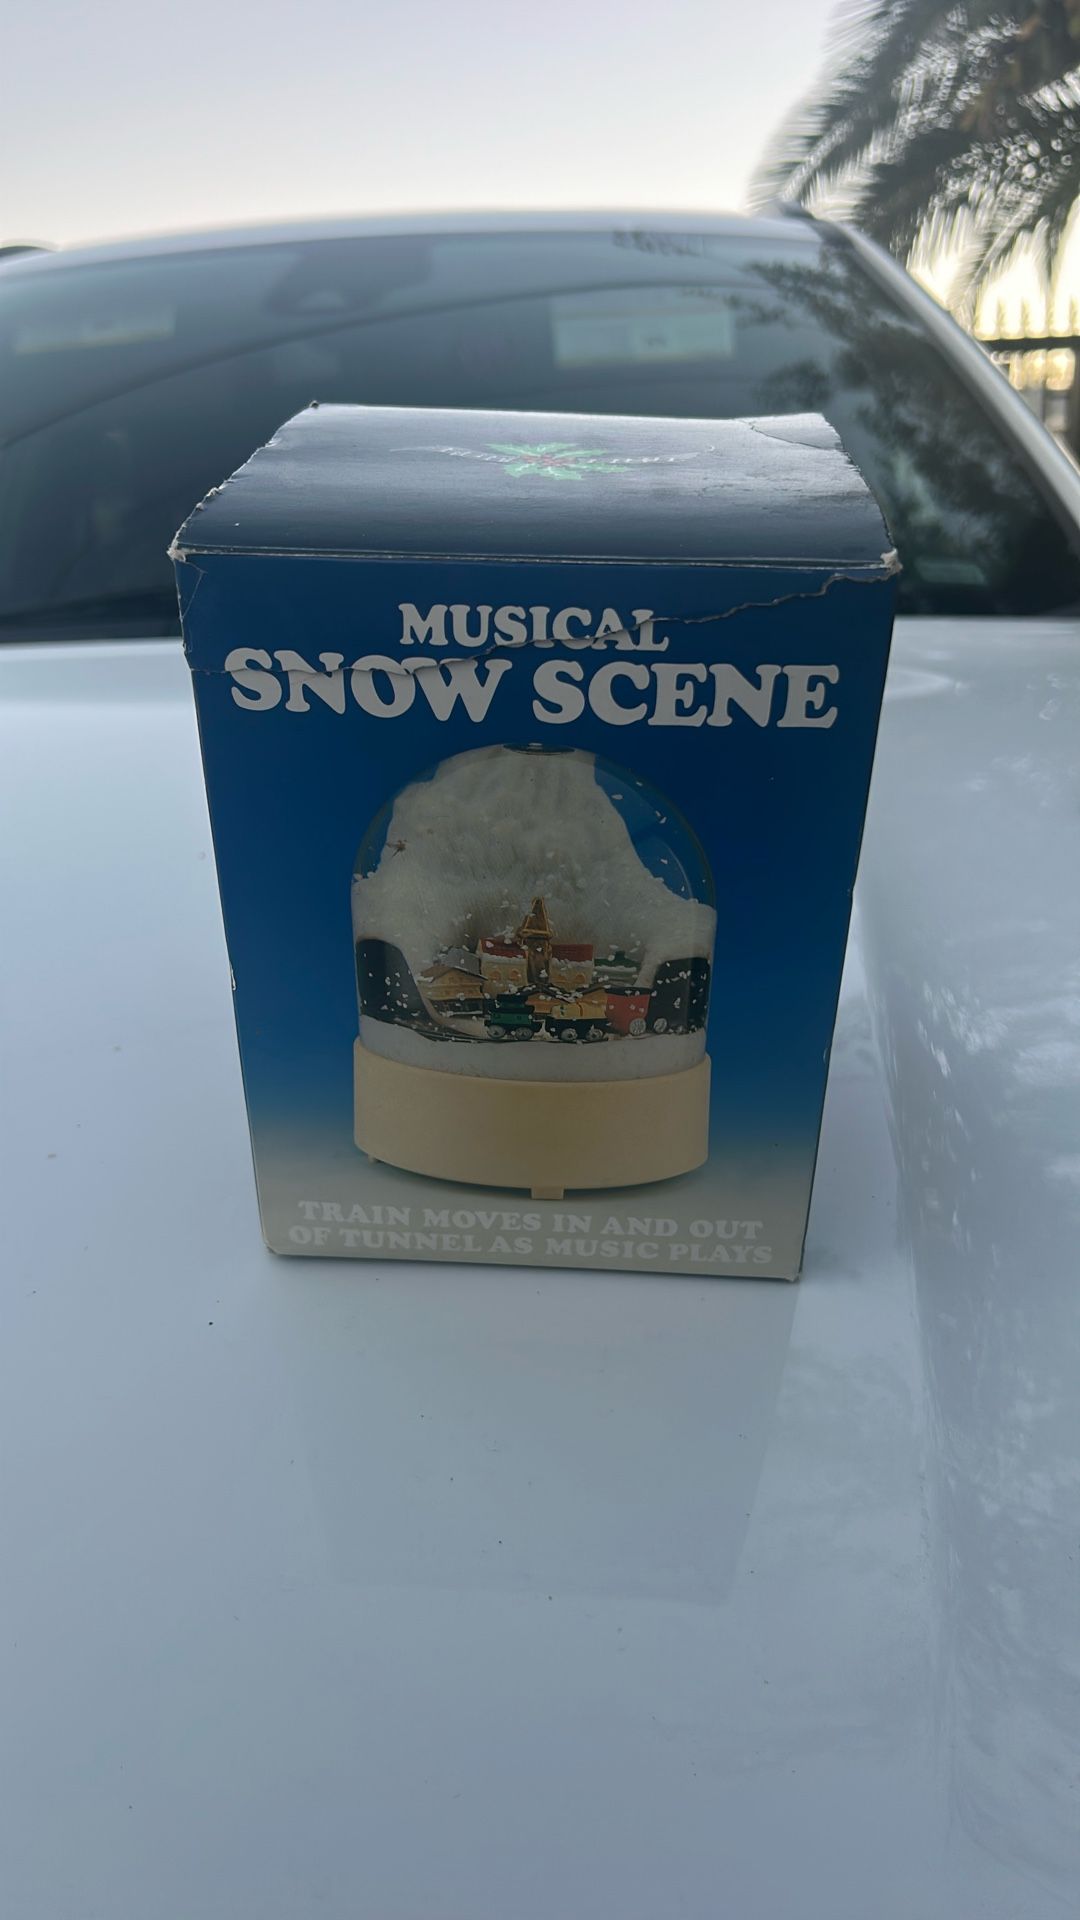 MUSICAL
SNOW SCENE
TRAIN MOVES IN AND OUT
OF TUNNEL AS MUSIC PLAYS